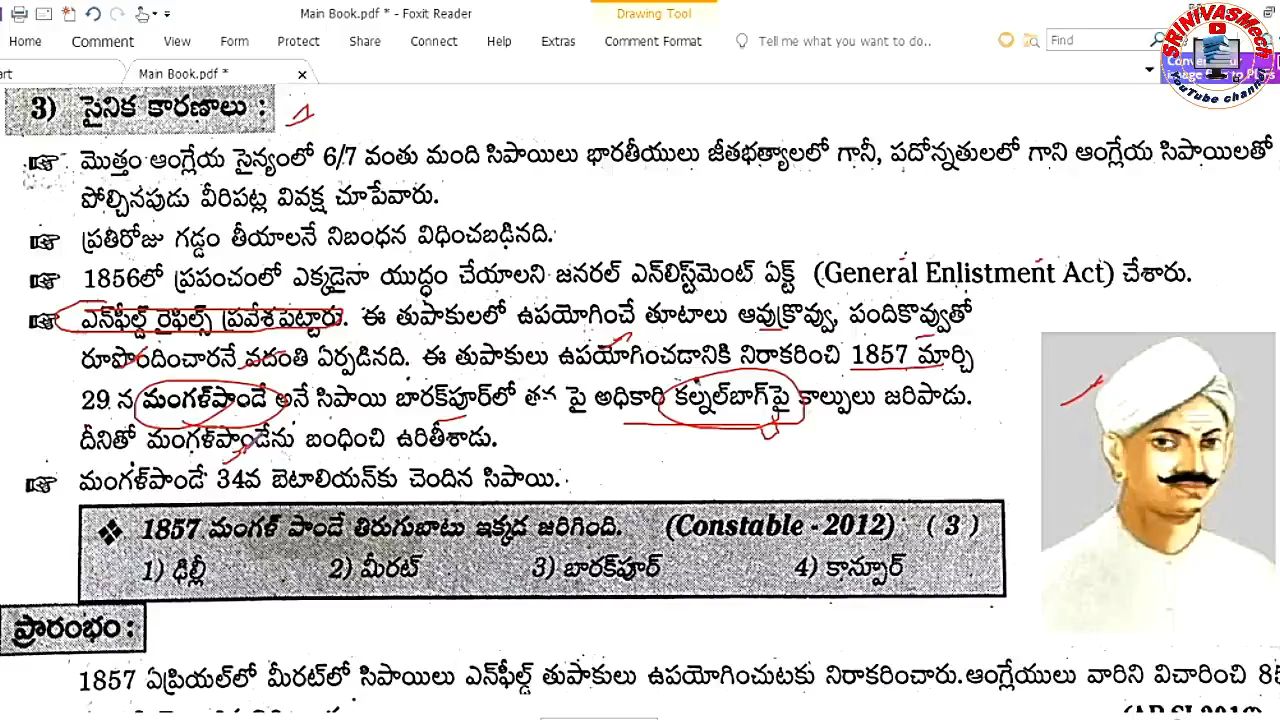 Main Book.pdf * - Foxit Reader
Drawing Tool
Home Comment View Form Protect Share Connect Help Extras Comment Format Tell me what you want to do.. Find
art Main Book.pdf * x
SRINIVASMech
YouTube channel
3) సైనిక కారణాలు :
మొత్తం ఆంగ్లేయ సైన్యంలో 6/7 వంతు మంది సిపాయిలు భారతీయులు జీతభత్యాలలో గానీ, పదోన్నతులలో గాని ఆంగ్లేయ సిపాయిలతో
పోల్చినపుడు వీరిపట్ల వివక్ష చూపేవారు.
ప్రతిరోజు గడ్డం తీయాలనే నిబంధన విధించబడినది.
1856లో ప్రపంచంలో ఎక్కడైనా యుద్ధం చేయాలని జనరల్ ఎన్‌లిస్ట్‌మెంట్ ఏక్ట్ (General Enlistment Act) చేశారు.
ఎన్‌ఫీల్డ్ రైఫిల్స్ ప్రవేశపెట్టారు. ఈ తుపాకులలో ఉపయోగించే తూటాలు ఆవుక్రొవ్వు, పందికొవ్వుతో
రూపొందించారనే వదంతి ఏర్పడినది. ఈ తుపాకులు ఉపయోగించడానికి నిరాకరించి 1857 మార్చి
29 న మంగళ్‌పాండే అనే సిపాయి బారక్‌పూర్‌లో తన పై అధికారి కల్నల్‌బాగ్‌పై కాల్పులు జరిపాడు.
దీనితో మంగళ్‌పాండేను బంధించి ఉరితీశాడు.
మంగళ్‌పాండే 34వ బెటాలియన్‌కు చెందిన సిపాయి.
❖ 1857 మంగళ్ పాండే తిరుగుబాటు ఇక్కడ జరిగింది. (Constable - 2012) ( 3 )
1) ఢిల్లీ 2) మీరట్ 3) బారక్‌పూర్ 4) కాన్పూర్
ప్రారంభం :
1857 ఏప్రియల్‌లో మీరట్‌లో సిపాయిలు ఎన్‌ఫీల్డ్ తుపాకులు ఉపయోగించుటకు నిరాకరించారు. ఆంగ్లేయులు వారిని విచారించి 85